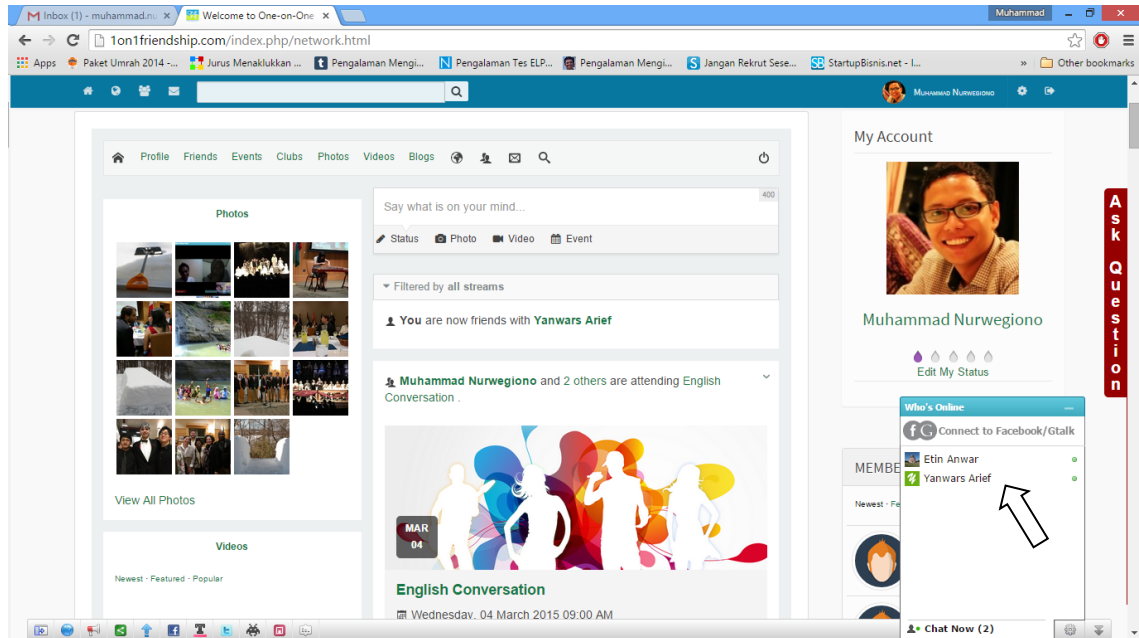 Inbox (1) - muhammad.nu
Welcome to One-on-One
Muhammad
1on1friendship.com/index.php/network.html
Apps
Paket Umrah 2014 -...
Jurus Menaklukkan ...
Pengalaman Mengi...
Pengalaman Tes ELP...
Pengalaman Mengi...
Jangan Rekrut Sese...
StartupBisnis.net - I...
»
Other bookmarks
Muhammad Nurwegiono
Profile Friends Events Clubs Photos Videos Blogs
My Account
Photos
400
Say what is on your mind...
Status Photo Video Event
Filtered by all streams
You are now friends with Yanwars Arief
Muhammad Nurwegiono
Edit My Status
Ask Question
Muhammad Nurwegiono and 2 others are attending English
Conversation .
Who's Online
Connect to Facebook/Gtalk
Etin Anwar
Yanwars Arief
MEMBE
Newest - Fe
View All Photos
MAR
04
Videos
Newest - Featured - Popular
English Conversation
Wednesday, 04 March 2015 09:00 AM
Chat Now (2)